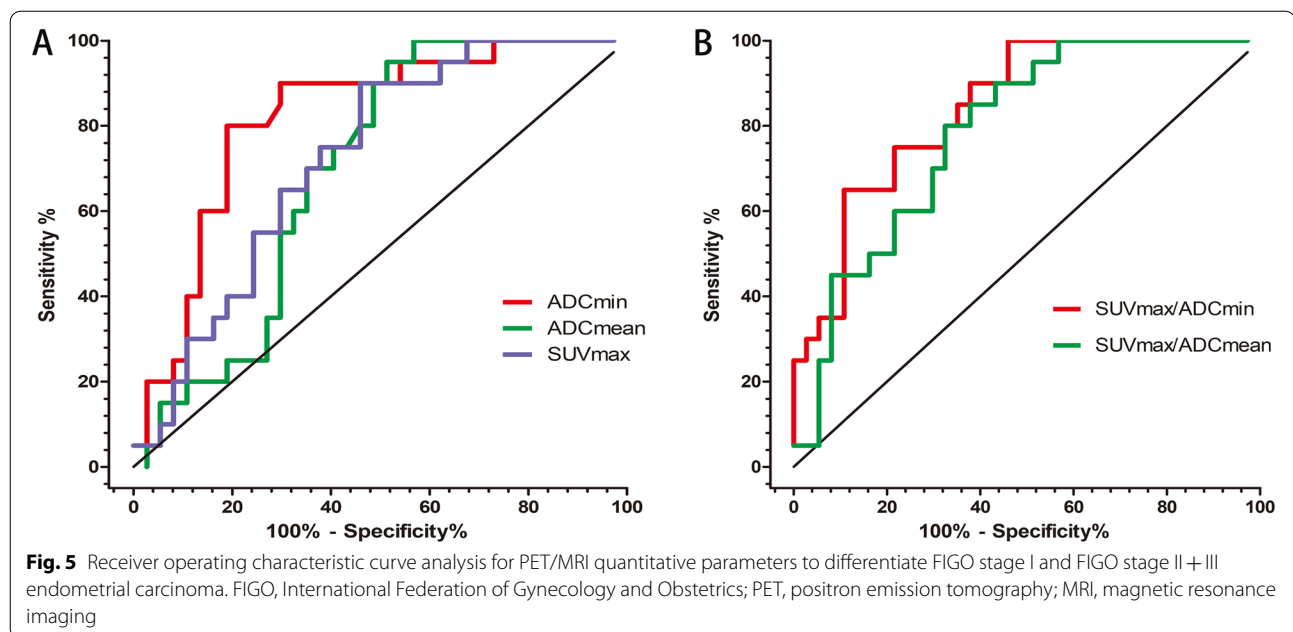 A
100
80
60
40
20
0
Sensitivity %
ADCmin
ADCmean
SUVmax
0 20 40 60 80 100
100% - Specificity%
B
100
80
60
40
20
0
Sensitivity %
SUVmax/ADCmin
SUVmax/ADCmean
0 20 40 60 80 100
100% - Specificity%
Fig. 5 Receiver operating characteristic curve analysis for PET/MRI quantitative parameters to differentiate FIGO stage I and FIGO stage II + III
endometrial carcinoma. FIGO, International Federation of Gynecology and Obstetrics; PET, positron emission tomography; MRI, magnetic resonance
imaging